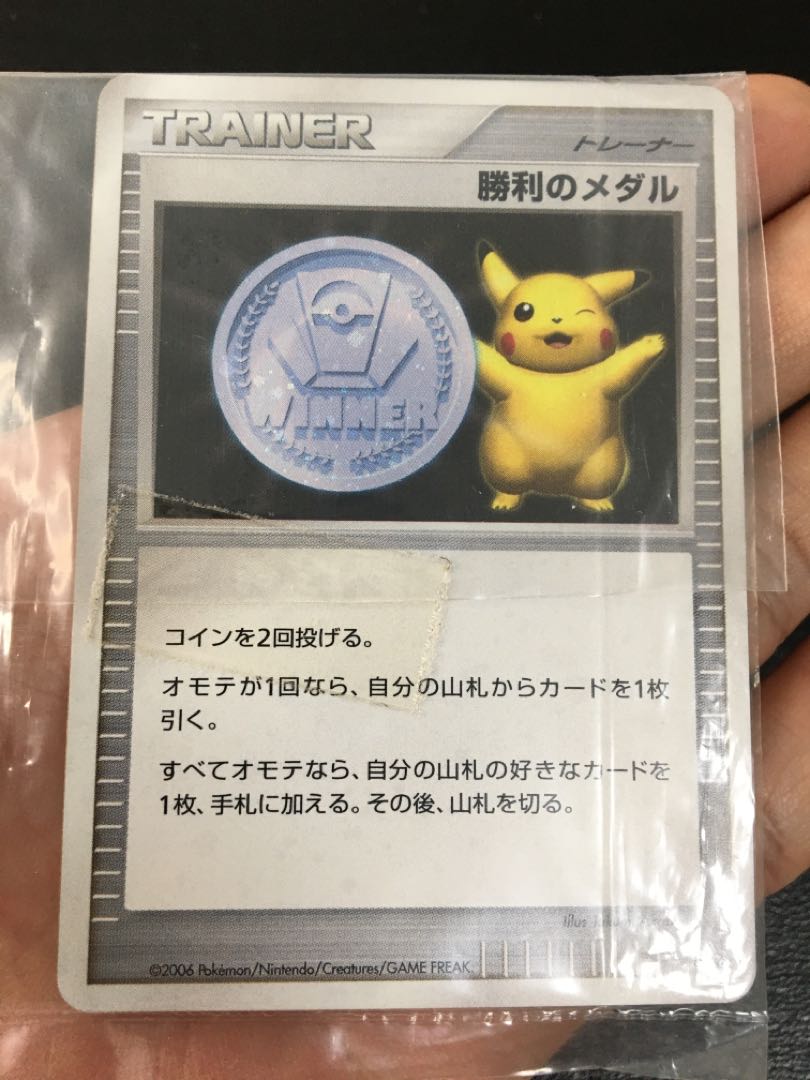 TRAINER
トレーナー
勝利のメダル
WINNER
コインを2回投げる。
オモテが1回なら、自分の山札からカードを1枚
引く。
すべてオモテなら、自分の山札の好きなカードを
1枚、手札に加える。その後、山札を切る。
illus
©2006 Pokémon/Nintendo/Creatures/GAME FREAK.